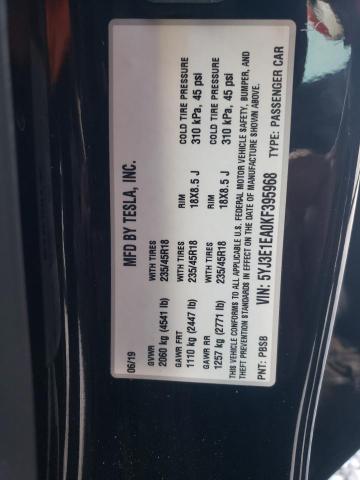 MFD BY TESLA, INC.
06/19
GVWR WITH TIRES RIM COLD TIRE PRESSURE
2060 kg (4541 lb) 235/45R18 18X8.5 J 310 kPa, 45 psi
GAWR FRT
1110 kg (2447 lb) 235/45R18
GAWR RR WITH TIRES RIM COLD TIRE PRESSURE
1257 kg (2771 lb) 235/45R18 18X8.5 J 310 kPa, 45 psi
THIS VEHICLE CONFORMS TO ALL APPLICABLE U.S. FEDERAL MOTOR VEHICLE SAFETY, BUMPER, AND
THEFT PREVENTION STANDARDS IN EFFECT ON THE DATE OF MANUFACTURE SHOWN ABOVE.
VIN: 5YJ3E1EA0KF395968
PNT: PBSB TYPE: PASSENGER CAR